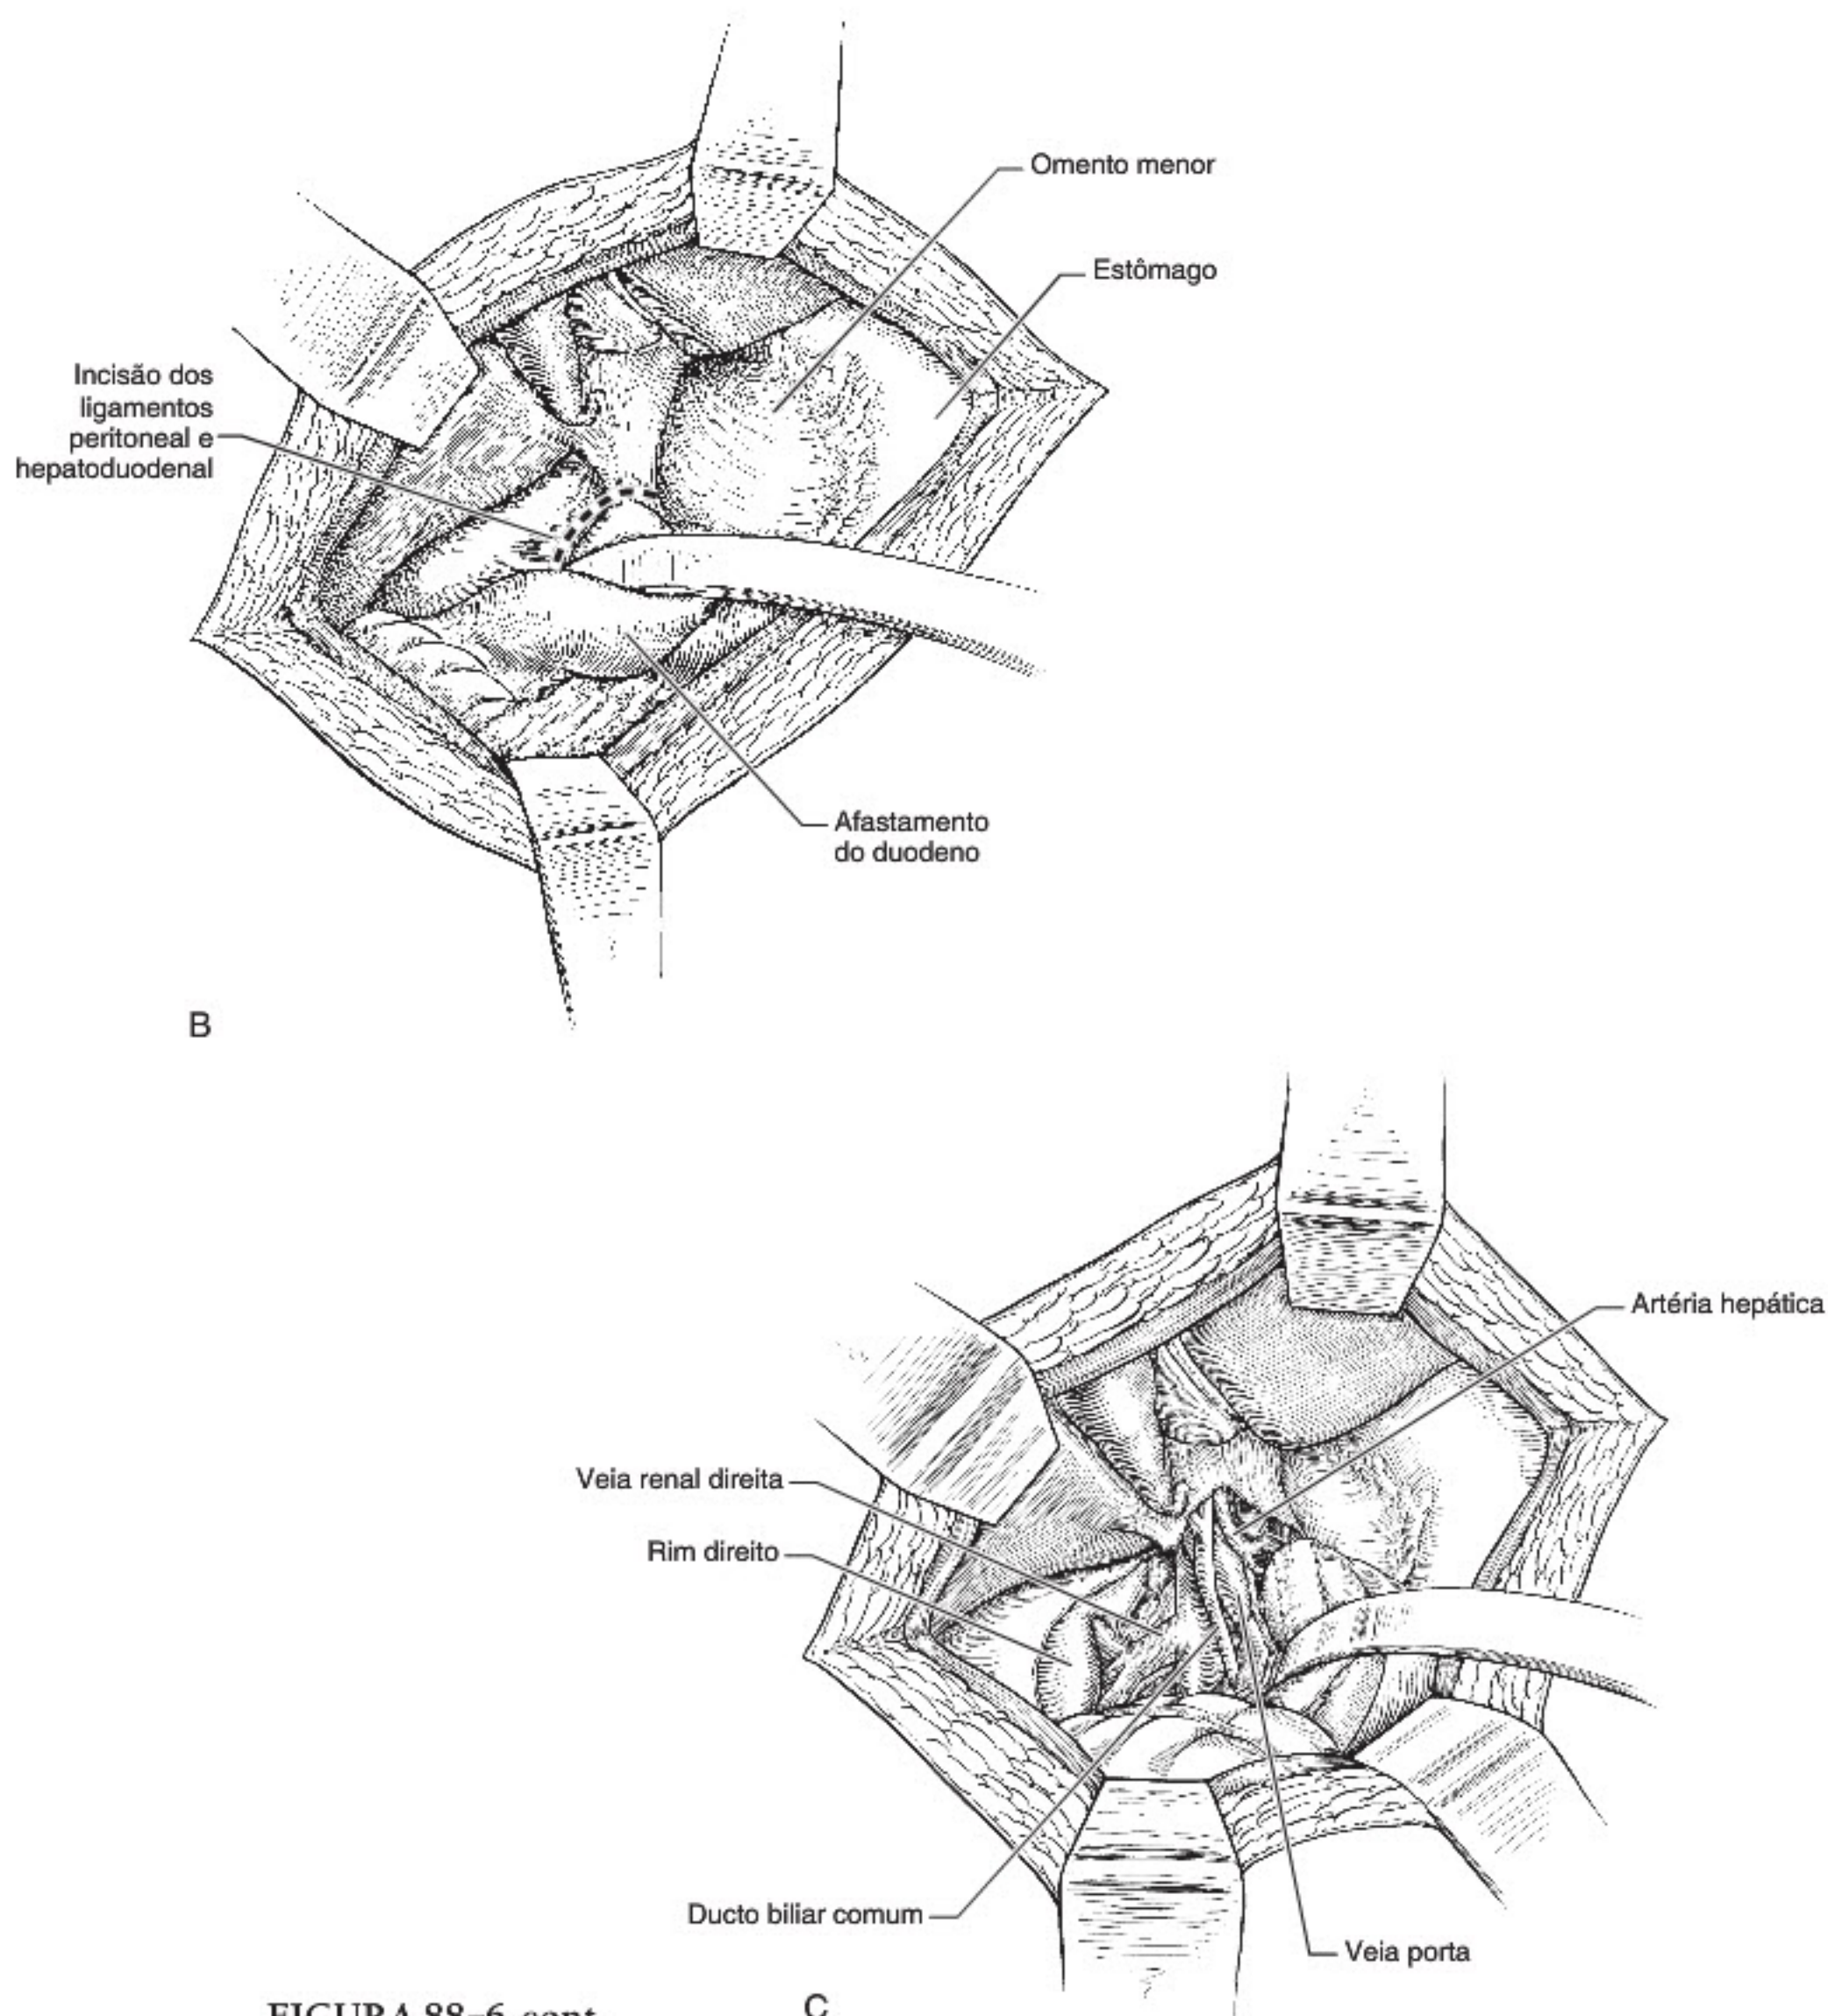 Omento menor
Estômago
Incisão dos
ligamentos
peritoneal e
hepatoduodenal
Afastamento
do duodeno
B
Artéria hepática
Veia renal direita
Rim direito
Ducto biliar comum
Veia porta
FIGURA 88-6, cont.
C